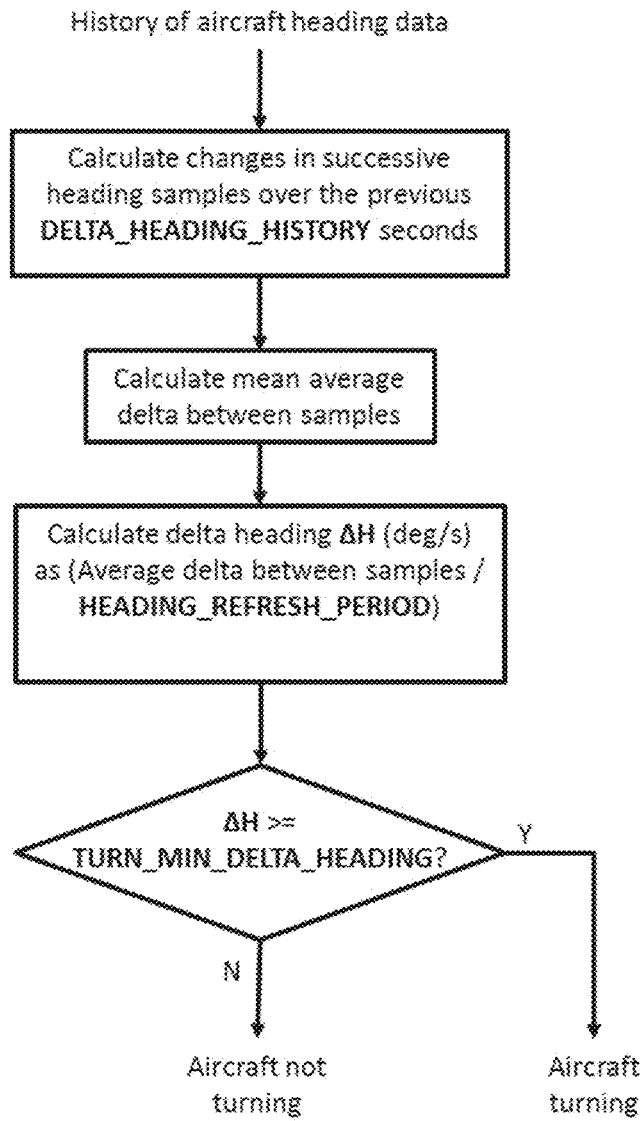 History of aircraft heading data
Calculate changes in successive
heading samples over the previous
DELTA_HEADING_HISTORY seconds
Calculate mean average
delta between samples
Calculate delta heading ΔH (deg/s)
as (Average delta between samples /
HEADING_REFRESH_PERIOD)
ΔH >=
TURN_MIN_DELTA_HEADING?
Y
N
Aircraft not
turning
Aircraft
turning